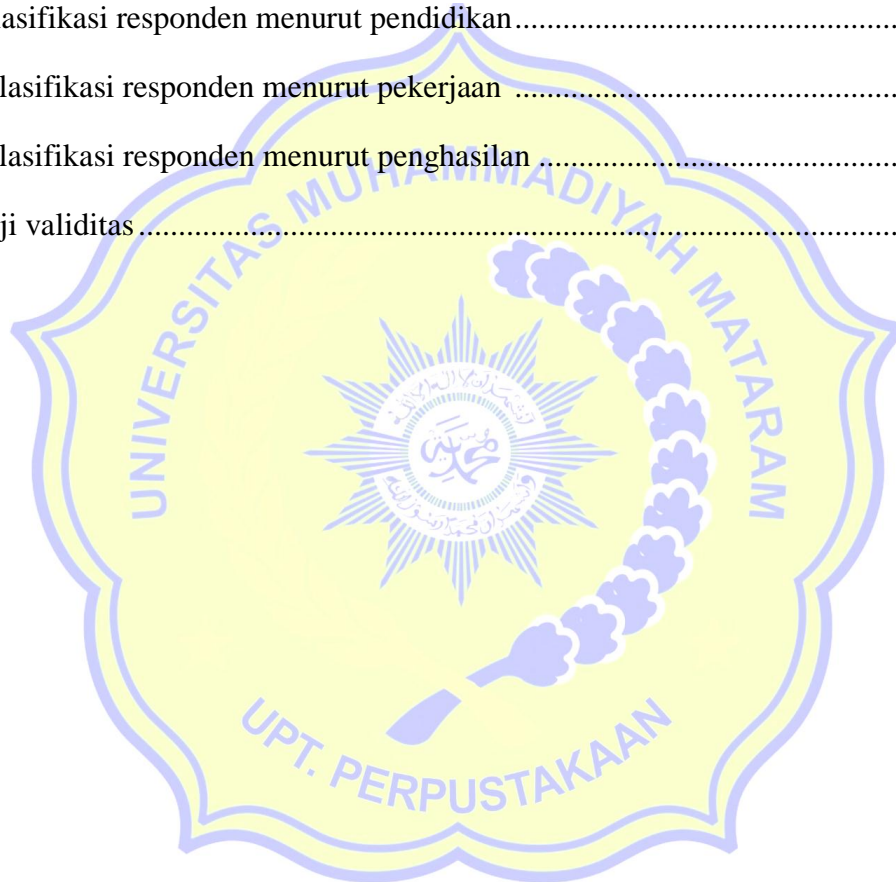 lasifikasi responden menurut pendidikan................................................
lasifikasi responden menurut pekerjaan ................................................
lasifikasi responden menurut penghasilan .............................................
ji validitas...............................................................................................
UNIVERSITAS MUHAMMADIYAH MATARAM
محمدية
UPT. PERPUSTAKAAN